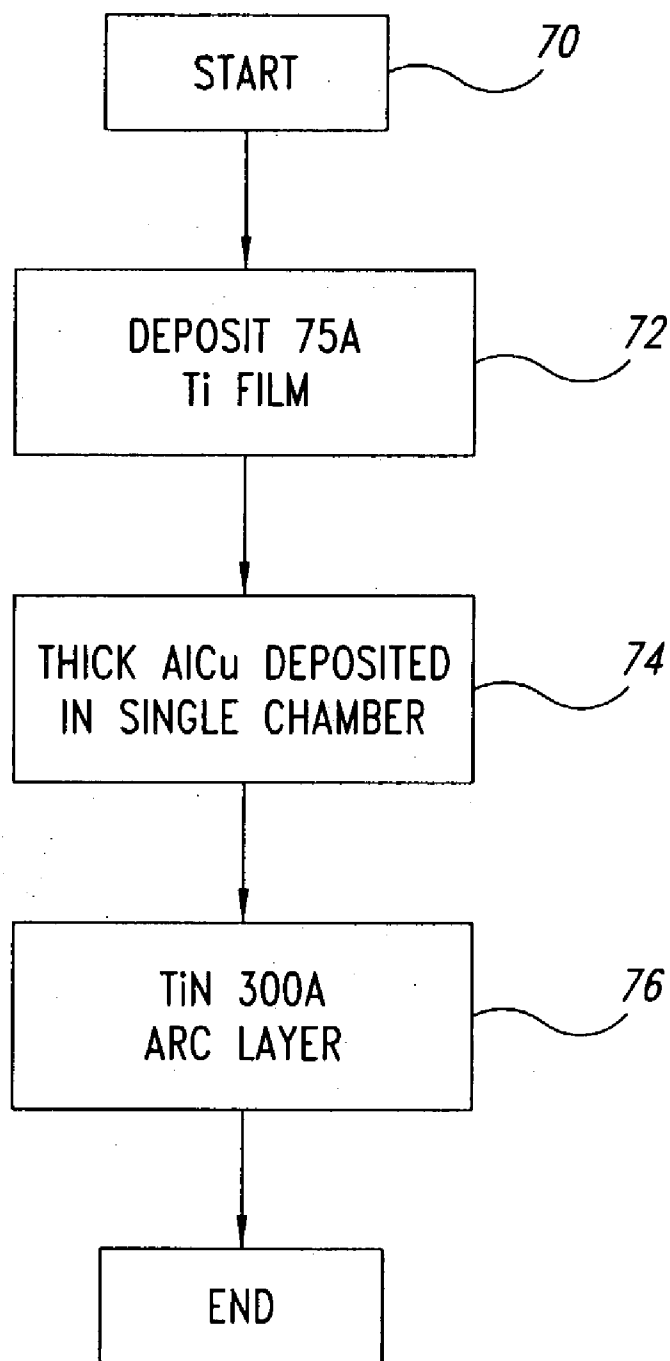 START
70
DEPOSIT 75A
Ti FILM
72
THICK AlCu DEPOSITED
IN SINGLE CHAMBER
74
TiN 300A
ARC LAYER
76
END